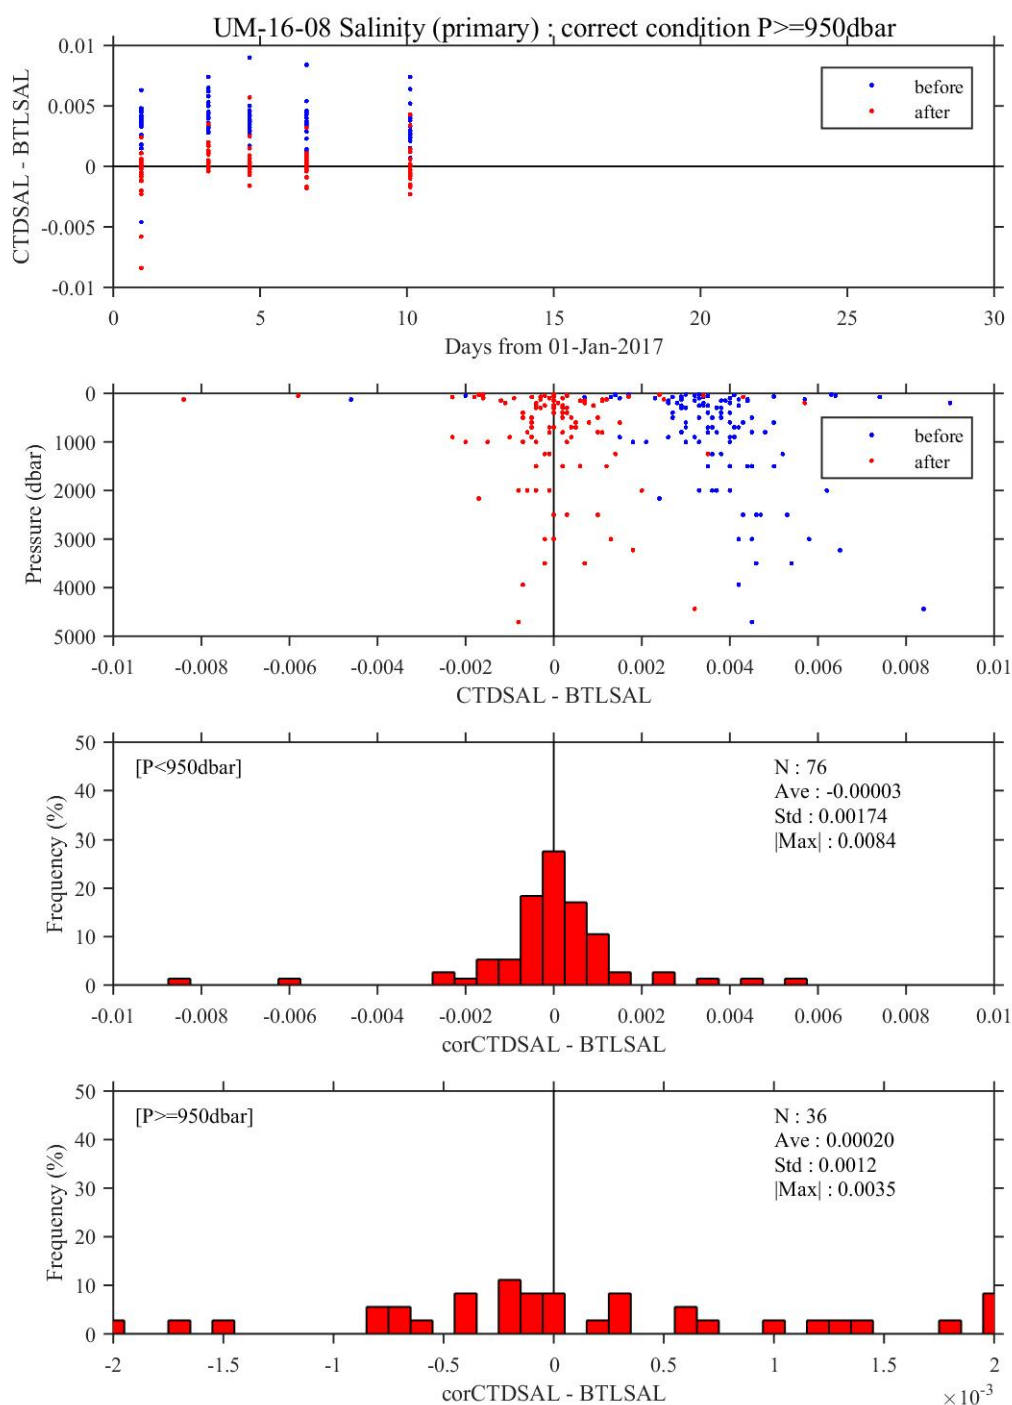 UM-16-08 Salinity (primary) : correct condition P>=950dbar
0.01
0.005
0
-0.005
-0.01
CTDSAL - BTLSAL
before
after
0 5 10 15 20 25 30
Days from 01-Jan-2017
0
1000
2000
3000
4000
5000
Pressure (dbar)
before
after
-0.01 -0.008 -0.006 -0.004 -0.002 0 0.002 0.004 0.006 0.008 0.01
CTDSAL - BTLSAL
50
40
30
20
10
0
Frequency (%)
[P<950dbar]
N : 76
Ave : -0.00003
Std : 0.00174
|Max| : 0.0084
-0.01 -0.008 -0.006 -0.004 -0.002 0 0.002 0.004 0.006 0.008 0.01
corCTDSAL - BTLSAL
50
40
30
20
10
0
Frequency (%)
[P>=950dbar]
N : 36
Ave : 0.00020
Std : 0.0012
|Max| : 0.0035
-2 -1.5 -1 -0.5 0 0.5 1 1.5 2
corCTDSAL - BTLSAL
×10⁻³